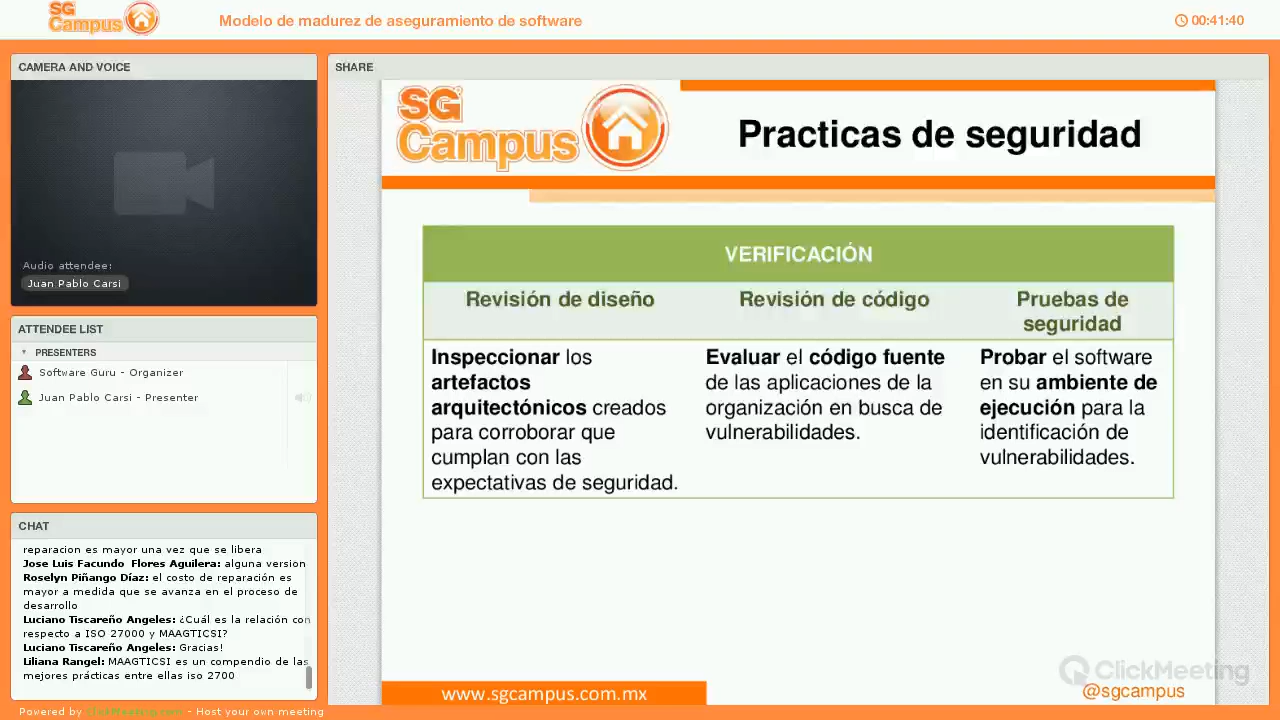 SG Campus
Modelo de madurez de aseguramiento de software
00:41:40
CAMERA AND VOICE
Audio attendee:
Juan Pablo Carsi
ATTENDEE LIST
PRESENTERS
Software Guru - Organizer
Juan Pablo Carsi - Presenter
CHAT
reparacion es mayor una vez que se libera
Jose Luis Facundo Flores Aguilera: alguna version
Roselyn Piñango Díaz: el costo de reparación es
mayor a medida que se avanza en el proceso de
desarrollo
Luciano Tiscareño Angeles: ¿Cuál es la relación con
respecto a ISO 27000 y MAAGTICSI?
Luciano Tiscareño Angeles: Gracias!
Liliana Rangel: MAAGTICSI es un compendio de las
mejores prácticas entre ellas iso 2700
Powered by ClickMeeting.com - Host your own meeting
SHARE
SG
Campus
Practicas de seguridad
VERIFICACIÓN
Revisión de diseño
Inspeccionar los
artefactos
arquitectónicos creados
para corroborar que
cumplan con las
expectativas de seguridad.
Revisión de código
Evaluar el código fuente
de las aplicaciones de la
organización en busca de
vulnerabilidades.
Pruebas de
seguridad
Probar el software
en su ambiente de
ejecución para la
identificación de
vulnerabilidades.
www.sgcampus.com.mx
ClickMeeting
@sgcampus